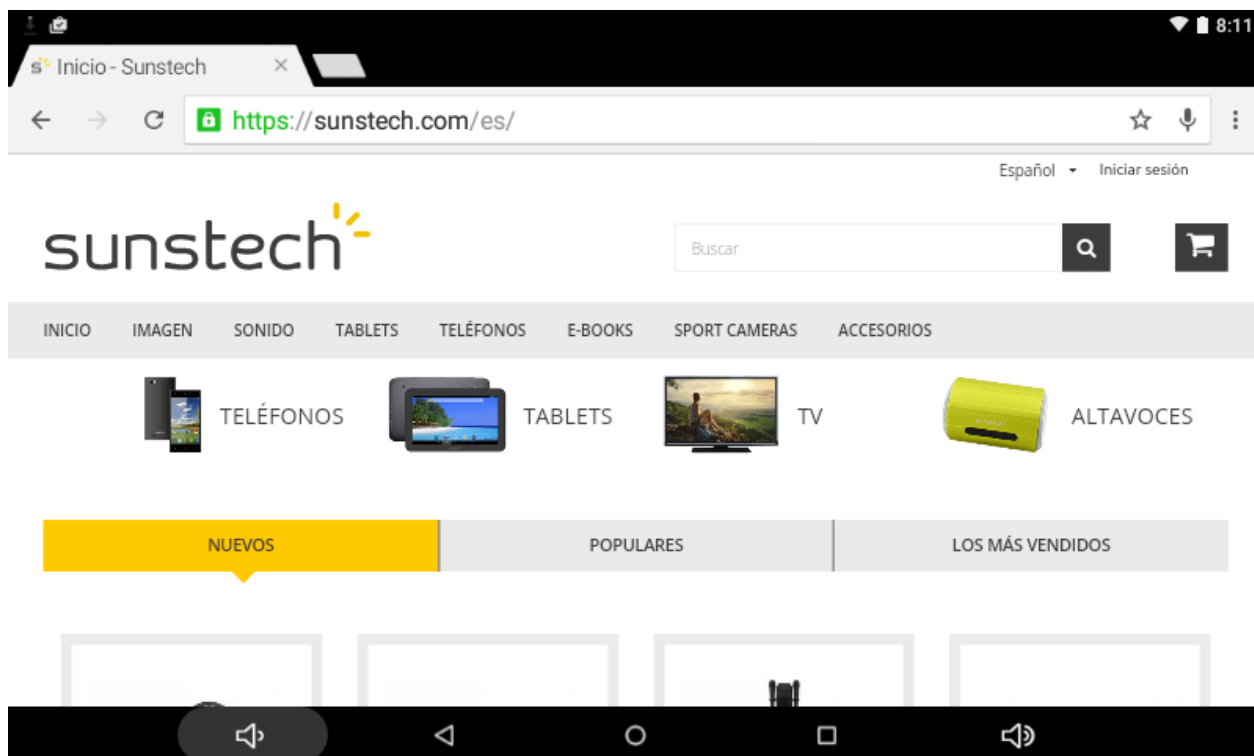 8:11
Inicio - Sunstech
https://sunstech.com/es/
Español Iniciar sesión
sunstech
Buscar
INICIO IMAGEN SONIDO TABLETS TELÉFONOS E-BOOKS SPORT CAMERAS ACCESORIOS
TELÉFONOS TABLETS TV ALTAVOCES
NUEVOS POPULARES LOS MÁS VENDIDOS